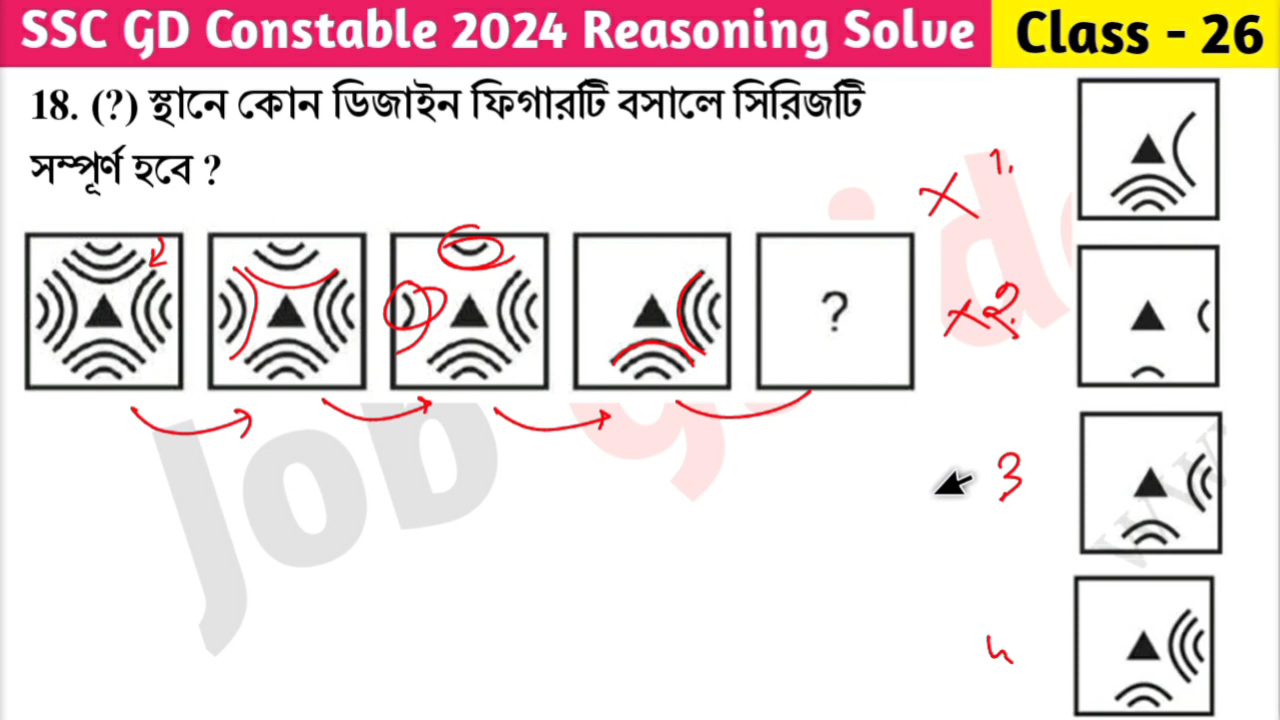 SSC GD Constable 2024 Reasoning Solve Class - 26
18. (?) স্থানে কোন ডিজাইন ফিগারটি বসালে সিরিজটি
সম্পূর্ণ হবে ?
1.
2.
?
3
4
Job guide
WWW